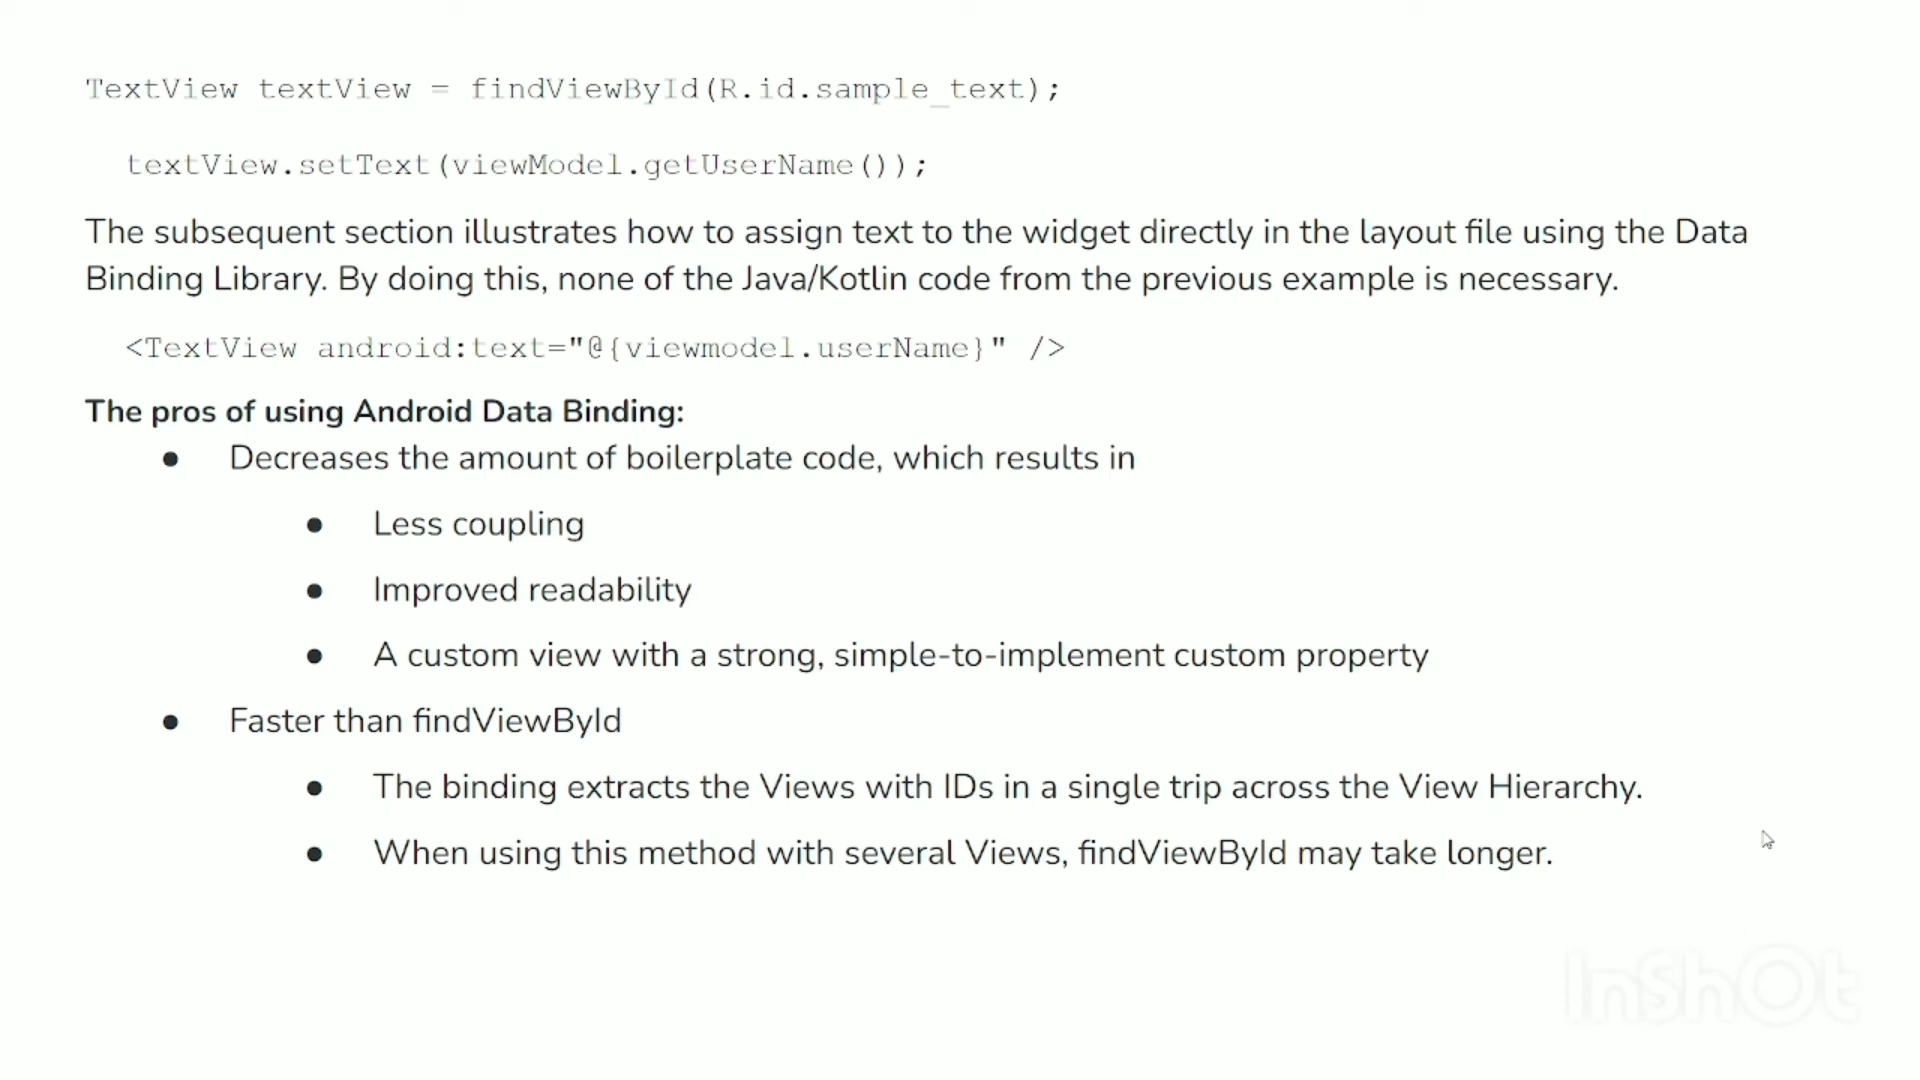 TextView textView = findViewById(R.id.sample_text);
textView.setText(viewModel.getUserName());
The subsequent section illustrates how to assign text to the widget directly in the layout file using the Data
Binding Library. By doing this, none of the Java/Kotlin code from the previous example is necessary.
<TextView android:text="@{viewmodel.userName}" />
The pros of using Android Data Binding:
● Decreases the amount of boilerplate code, which results in
● Less coupling
● Improved readability
● A custom view with a strong, simple-to-implement custom property
● Faster than findViewById
● The binding extracts the Views with IDs in a single trip across the View Hierarchy.
● When using this method with several Views, findViewById may take longer.
InShOt